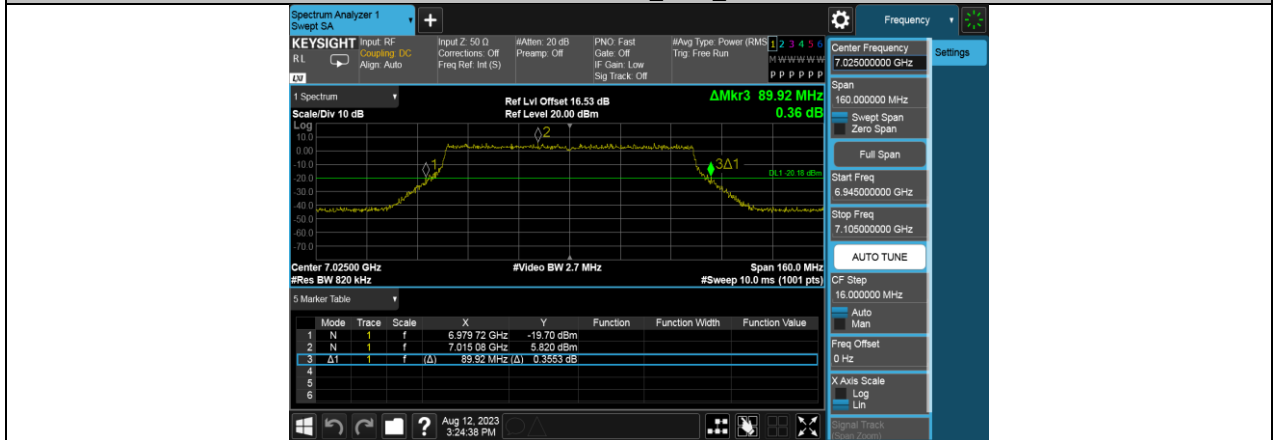 Spectrum Analyzer 1
Swept SA
+
Frequency
KEYSIGHT
RL
LXI
Input: RF
Coupling: DC
Align: Auto
Input Z: 50 Ω
Corrections: Off
Freq Ref: Int (S)
#Atten: 20 dB
Preamp: Off
PNO: Fast
Gate: Off
IF Gain: Low
Sig Track: Off
#Avg Type: Power (RMS
Trig: Free Run
1 2 3 4 5 6
M W W W W W
P P P P P P
1 Spectrum
Scale/Div 10 dB
Ref Lvl Offset 16.53 dB
Ref Level 20.00 dBm
ΔMkr3 89.92 MHz
0.36 dB
Log
10.0
0.00
-10.0
-20.0
-30.0
-40.0
-50.0
-60.0
-70.0
1
2
3Δ1
DL1 -20.18 dBm
Center 7.02500 GHz
#Video BW 2.7 MHz
Span 160.0 MHz
#Res BW 820 kHz
#Sweep 10.0 ms (1001 pts)
5 Marker Table
Mode Trace Scale X Y Function Function Width Function Value
1 N 1 f 6.979 72 GHz -19.70 dBm
2 N 1 f 7.015 08 GHz 5.820 dBm
3 Δ1 1 f (Δ) 89.92 MHz (Δ) 0.3553 dB
4
5
6
Aug 12, 2023
3:24:38 PM
?
Center Frequency
7.025000000 GHz
Settings
Span
160.000000 MHz
Swept Span
Zero Span
Full Span
Start Freq
6.945000000 GHz
Stop Freq
7.105000000 GHz
AUTO TUNE
CF Step
16.000000 MHz
Auto
Man
Freq Offset
0 Hz
X Axis Scale
Log
Lin
Signal Track
(Span Zoom)